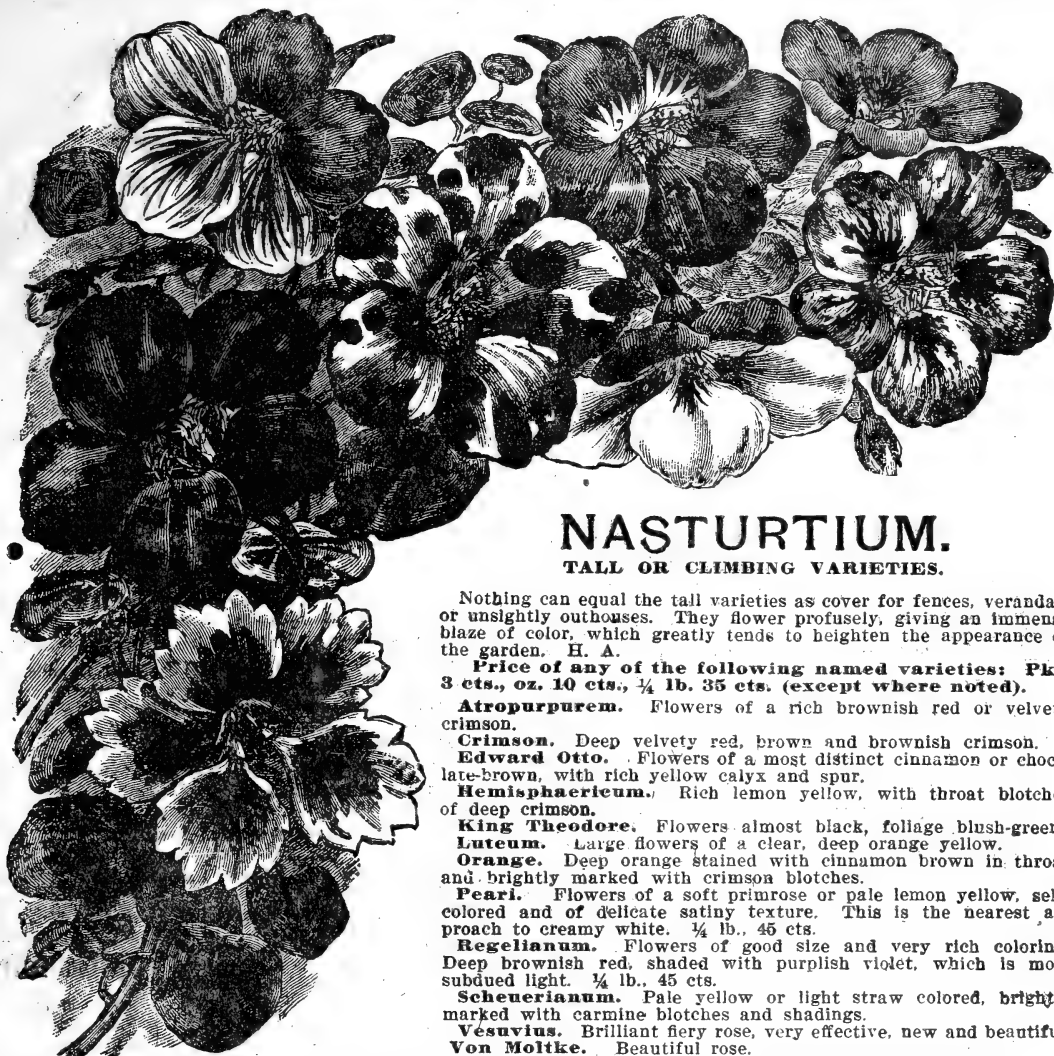 NASTURTIUM.
TALL OR CLIMBING VARIETIES.
Nothing can equal the tall varieties as cover for fences, veranda
or unsightly outhouses. They flower profusely, giving an immen
blaze of color, which greatly tends to heighten the appearance
the garden. H. A.
Price of any of the following named varieties: Pk
3 cts., oz. 10 cts., ¼ lb. 35 cts. (except where noted).
Atropurpurem. Flowers of a rich brownish red or velve
crimson.
Crimson. Deep velvety red, brown and brownish crimson.
Edward Otto. Flowers of a most distinct cinnamon or choc
late-brown, with rich yellow calyx and spur.
Hemisphaericum. Rich lemon yellow, with throat blotch
of deep crimson.
King Theodore. Flowers almost black, foliage blush-green
Luteum. Large flowers of a clear, deep orange yellow.
Orange. Deep orange stained with cinnamon brown in throa
and brightly marked with crimson blotches.
Pearl. Flowers of a soft primrose or pale lemon yellow, sel
colored and of delicate satiny texture. This is the nearest a
proach to creamy white. ¼ lb., 45 cts.
Regelianum. Flowers of good size and very rich colorin
Deep brownish red, shaded with purplish violet, which is mo
subdued light. ¼ lb., 45 cts.
Scheuerianum. Pale yellow or light straw colored, bright
marked with carmine blotches and shadings.
Vesuvius. Brilliant fiery rose, very effective, new and beautifu
Von Moltke. Beautiful rose.